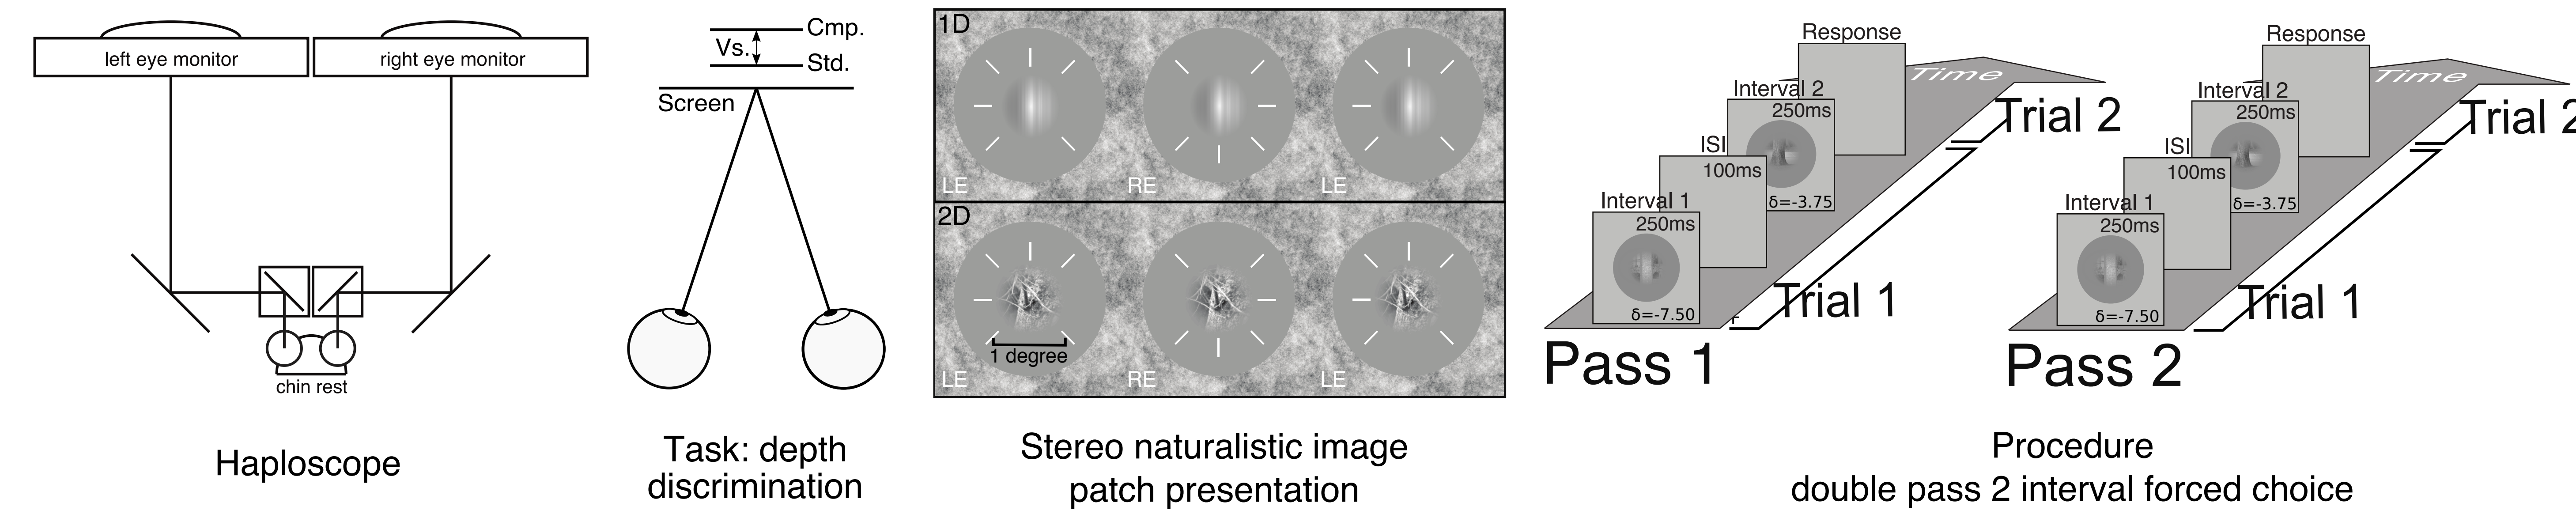 left eye monitor
right eye monitor
chin rest
Haploscope
Cmp.
Vs.
Std.
Screen
Task: depth
discrimination
1D
LE
RE
LE
2D
1 degree
LE
RE
LE
Stereo naturalistic image
patch presentation
Response
Time
Interval 2
250ms
Trial 2
ISI
100ms
Interval 1
δ=-3.75
250ms
Trial 1
δ=-7.50
Pass 1
Response
Time
Interval 2
250ms
Trial 2
ISI
100ms
Interval 1
δ=-3.75
250ms
Trial 1
δ=-7.50
Pass 2
Procedure
double pass 2 interval forced choice